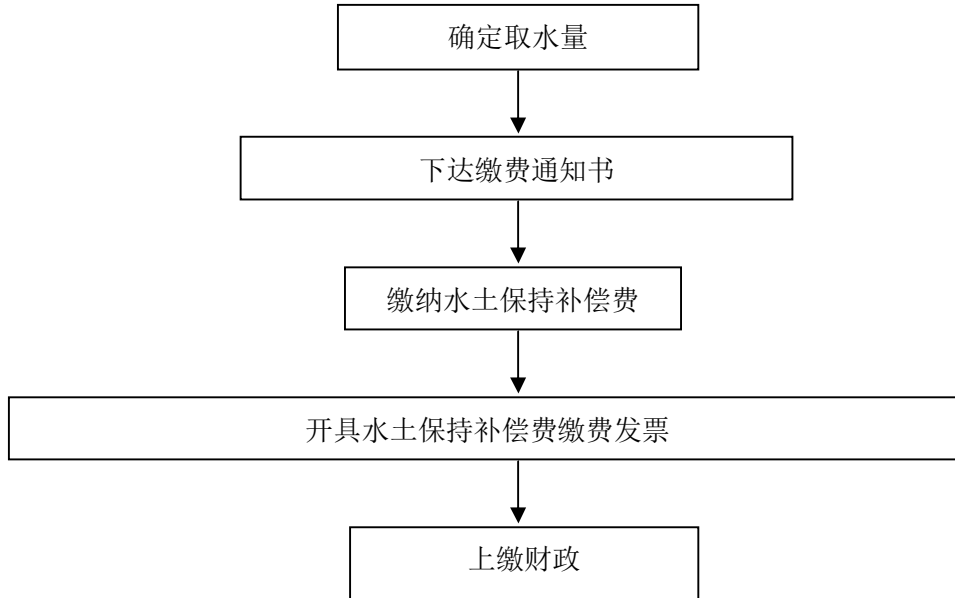 确定取水量
下达缴费通知书
缴纳水土保持补偿费
开具水土保持补偿费缴费发票
上缴财政